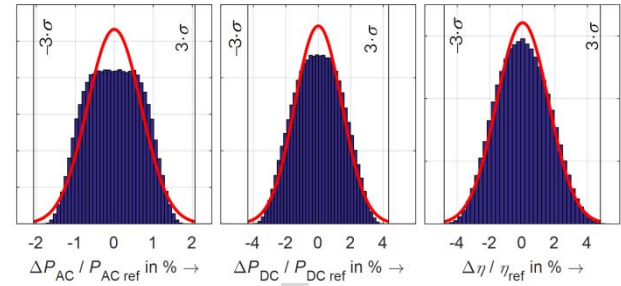 −3·σ 3·σ −3·σ 3·σ −3·σ 3·σ
-2 -1 0 1 2 -4 -2 0 2 4 -4 -2 0 2 4
ΔP_AC / P_AC ref in % → ΔP_DC / P_DC ref in % → Δη / η_ref in % →